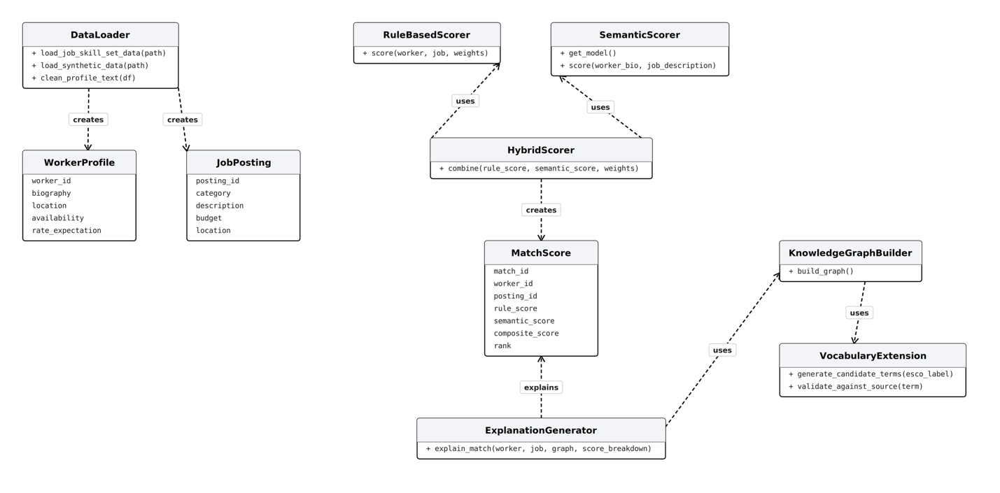 DataLoader
+ load_job_skill_set_data(path)
+ load_synthetic_data(path)
+ clean_profile_text(df)
creates
creates
WorkerProfile
worker_id
biography
location
availability
rate_expectation
JobPosting
posting_id
category
description
budget
location
RuleBasedScorer
+ score(worker, job, weights)
SemanticScorer
+ get_model()
+ score(worker_bio, job_description)
uses
uses
HybridScorer
+ combine(rule_score, semantic_score, weights)
creates
MatchScore
match_id
worker_id
posting_id
rule_score
semantic_score
composite_score
rank
explains
ExplanationGenerator
+ explain_match(worker, job, graph, score_breakdown)
uses
KnowledgeGraphBuilder
+ build_graph()
uses
VocabularyExtension
+ generate_candidate_terms(esco_label)
+ validate_against_source(term)